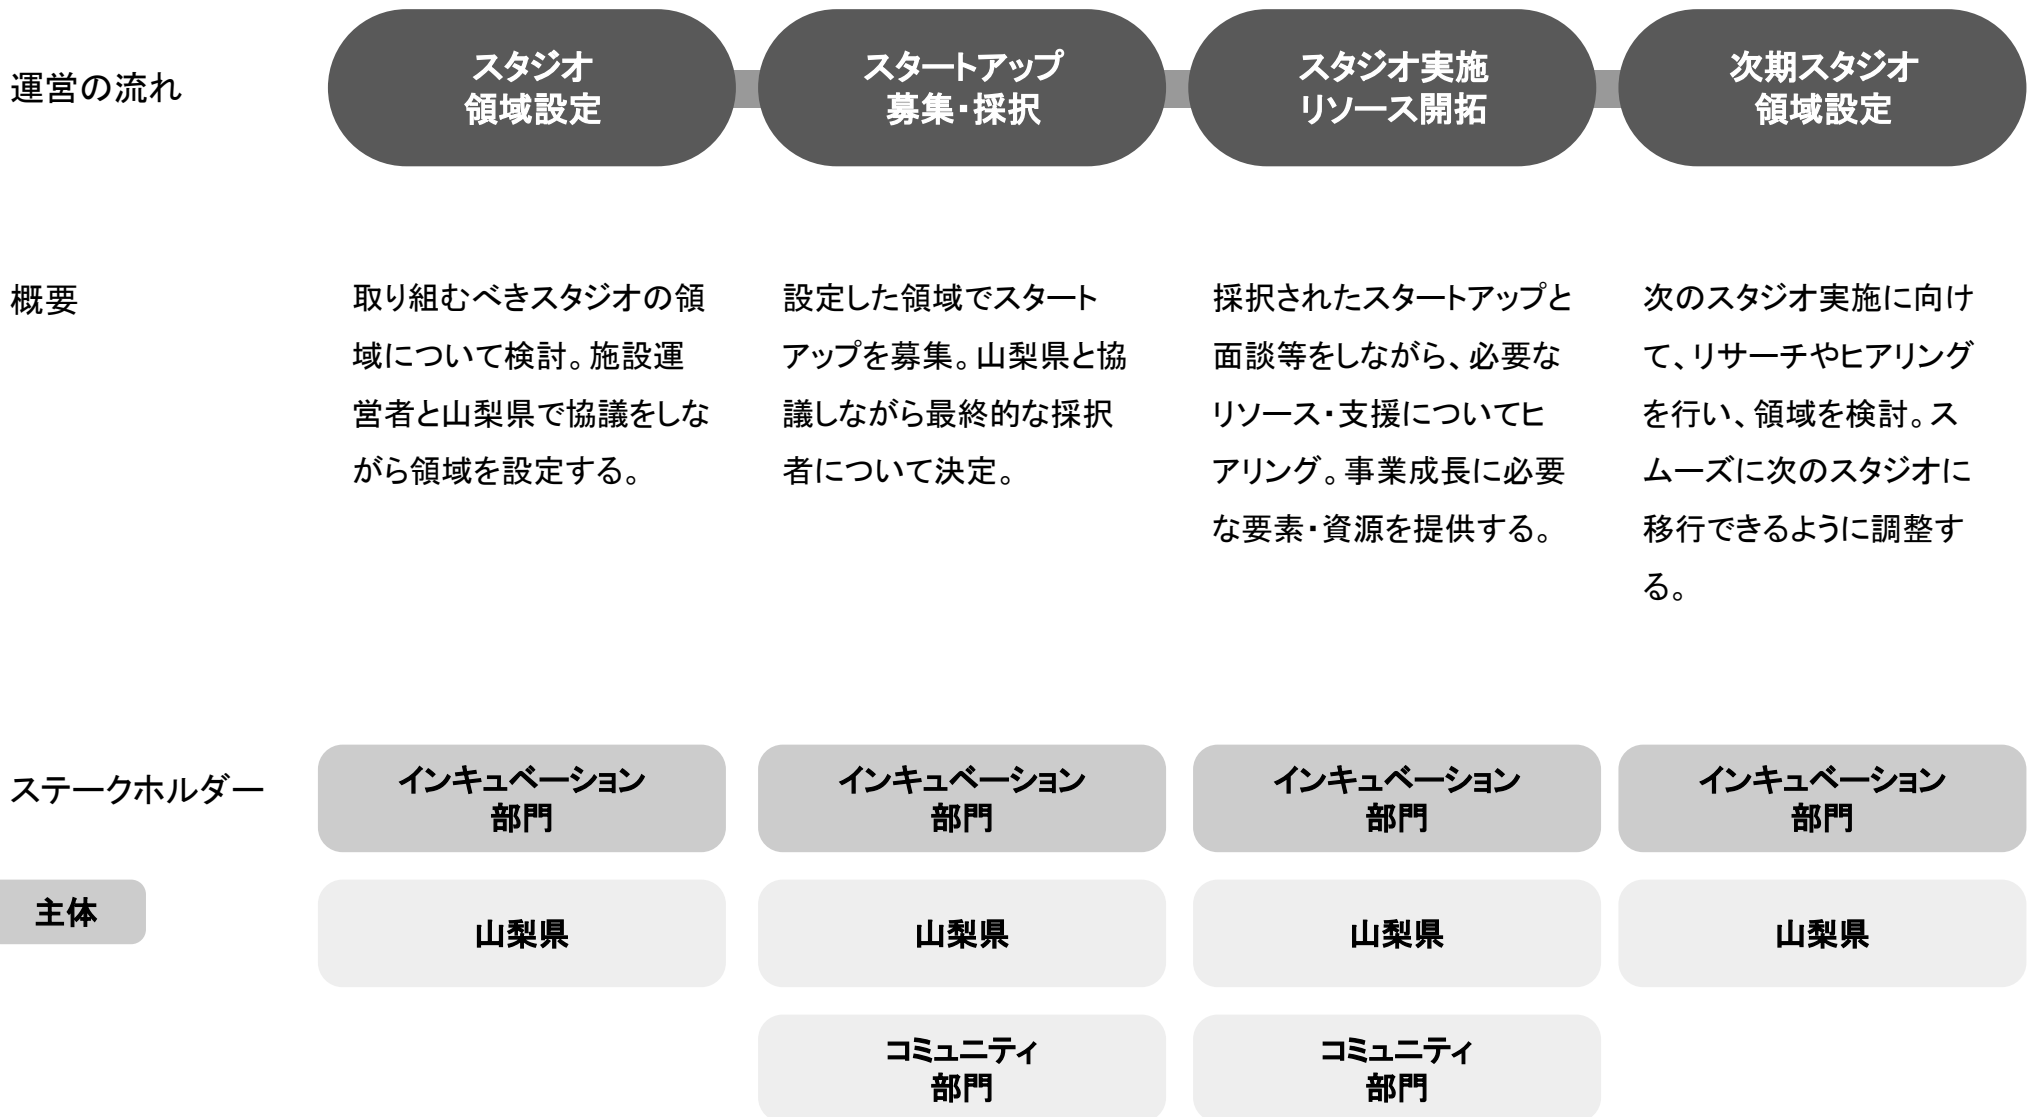 運営の流れ
スタジオ
領域設定
スタートアップ
募集・採択
スタジオ実施
リソース開拓
次期スタジオ
領域設定
概要
取り組むべきスタジオの領
域について検討。施設運
営者と山梨県で協議をしな
がら領域を設定する。
設定した領域でスタート
アップを募集。山梨県と協
議しながら最終的な採択
者について決定。
採択されたスタートアップと
面談等をしながら、必要な
リソース・支援についてヒ
アリング。事業成長に必要
な要素・資源を提供する。
次のスタジオ実施に向け
て、リサーチやヒアリング
を行い、領域を検討。ス
ムーズに次のスタジオに
移行できるように調整す
る。
ステークホルダー
インキュベーション
部門
インキュベーション
部門
インキュベーション
部門
インキュベーション
部門
主体
山梨県
山梨県
山梨県
山梨県
コミュニティ
部門
コミュニティ
部門